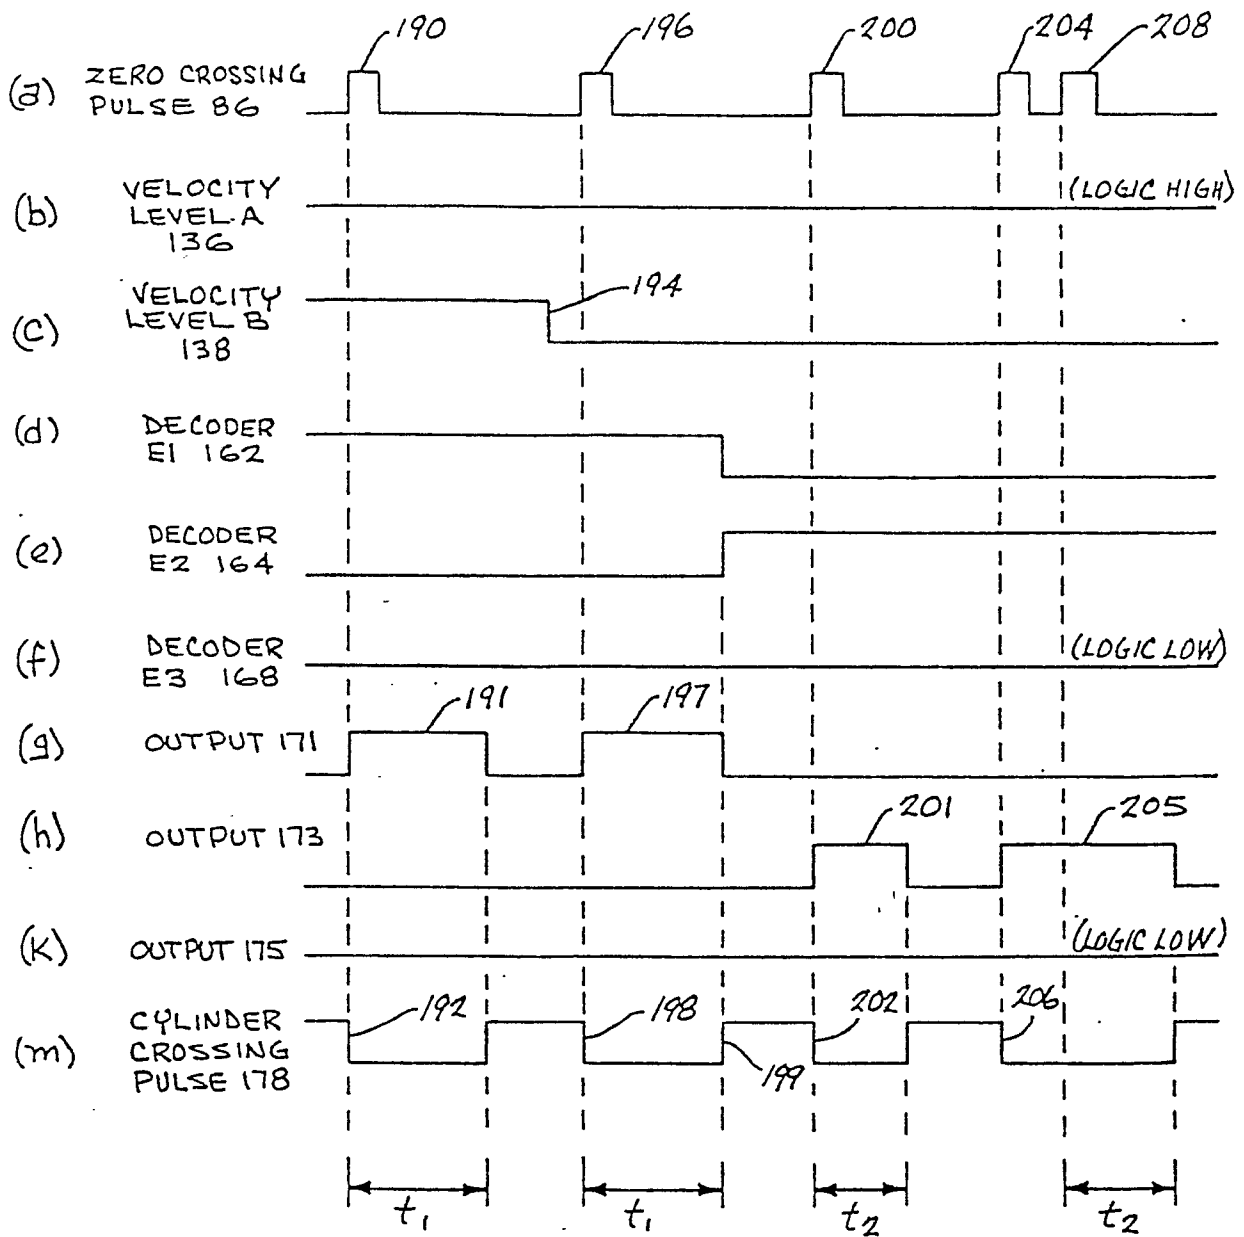 190
196
200
204
208
(a) ZERO CROSSING
PULSE 86
(b) VELOCITY
LEVEL A
136
(LOGIC HIGH)
(c) VELOCITY
LEVEL B
138
194
(d) DECODER
E1 162
(e) DECODER
E2 164
(f) DECODER
E3 168
(LOGIC LOW)
191
197
(g) OUTPUT 171
201
205
(h) OUTPUT 173
(k) OUTPUT 175
(LOGIC LOW)
192
198
202
206
(m) CYLINDER
CROSSING
PULSE 178
199
t1
t1
t2
t2